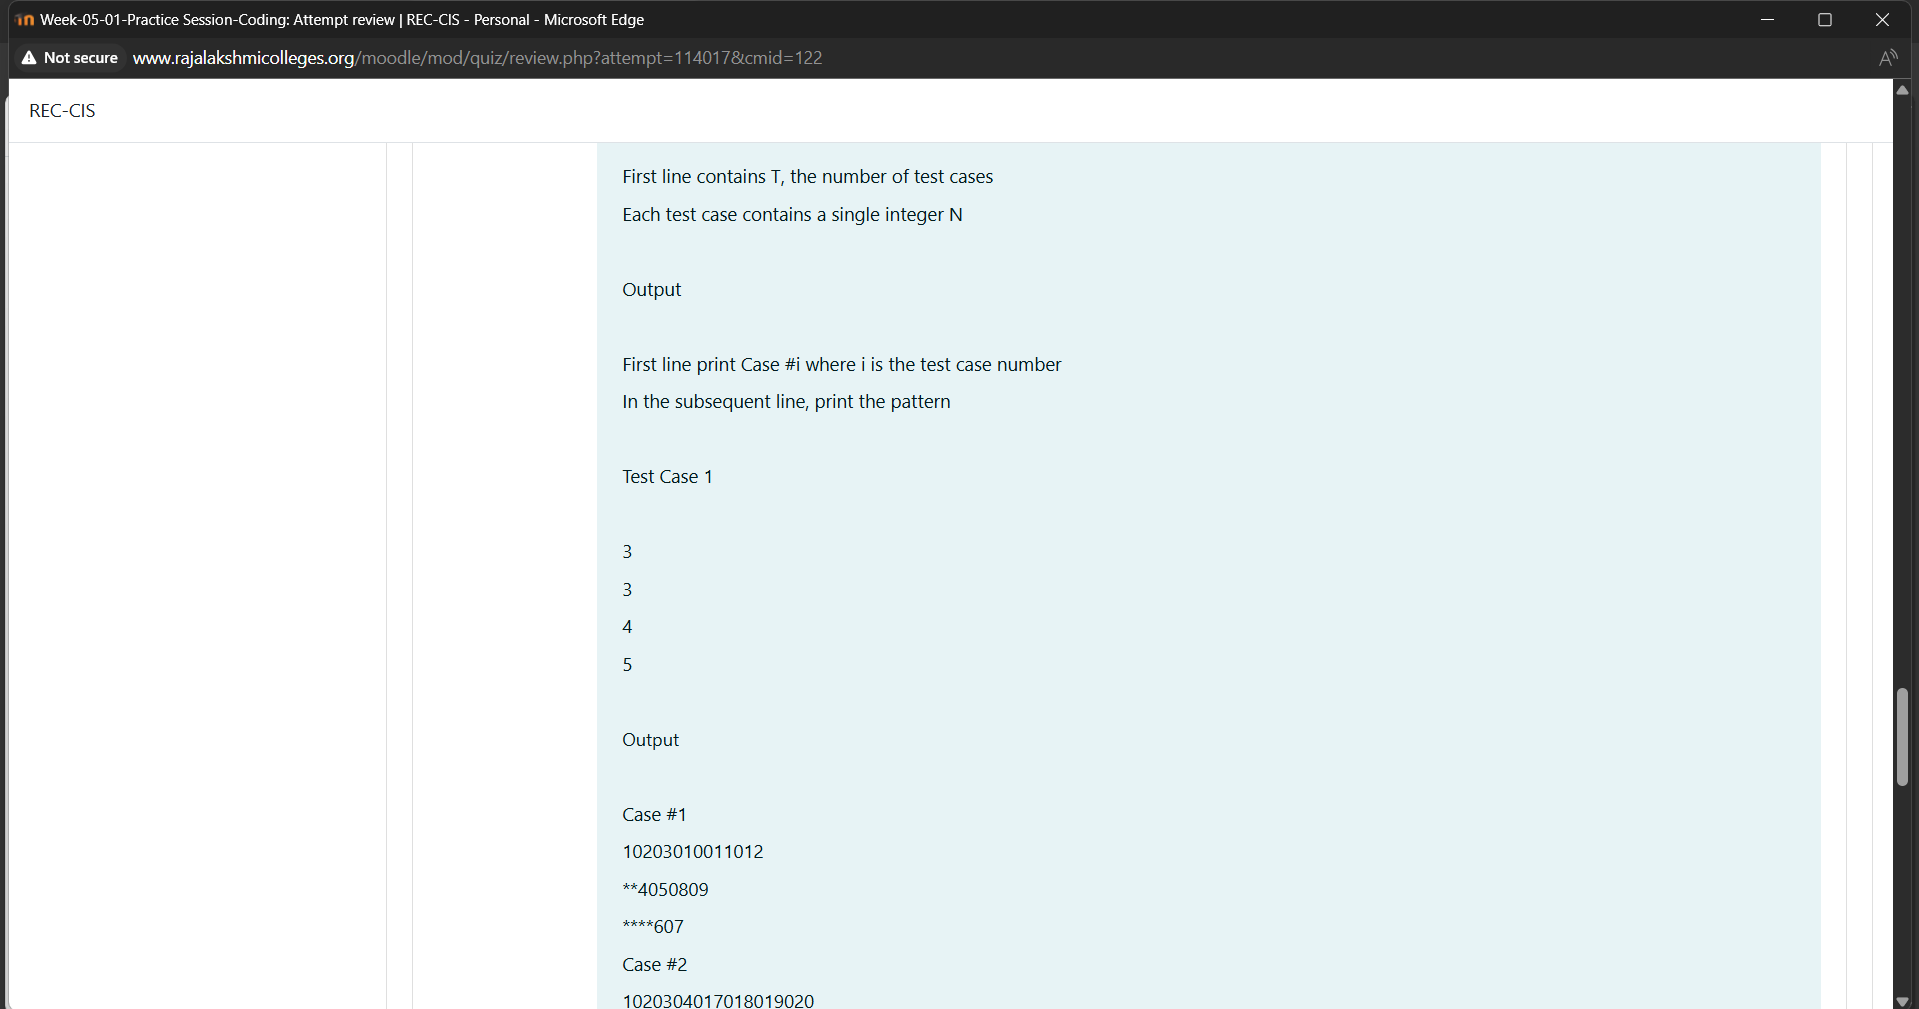 Week-05-01-Practice Session-Coding: Attempt review | REC-CIS - Personal - Microsoft Edge
Not secure www.rajalakshmicolleges.org/moodle/mod/quiz/review.php?attempt=114017&cmid=122
REC-CIS
First line contains T, the number of test cases
Each test case contains a single integer N
Output
First line print Case #i where i is the test case number
In the subsequent line, print the pattern
Test Case 1
3
3
4
5
Output
Case #1
10203010011012
**4050809
****607
Case #2
1020304017018019020